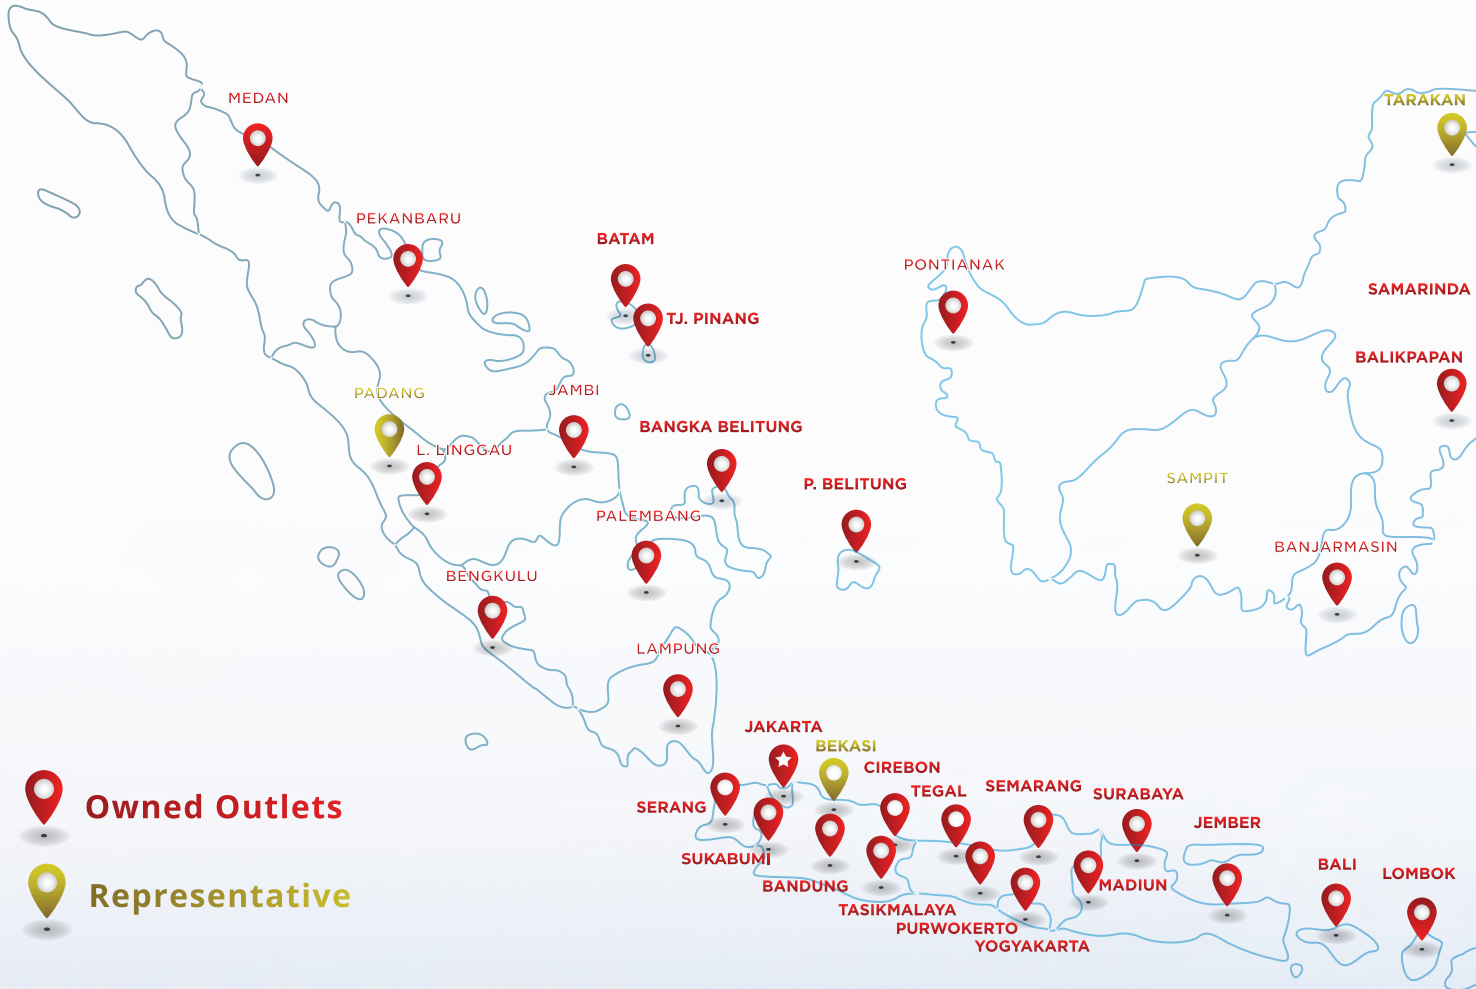 MEDAN
TARAKAN
PEKANBARU
BATAM
PONTIANAK
SAMARINDA
TJ. PINANG
BALIKPAPAN
PADANG
JAMBI
BANGKA BELITUNG
L. LINGGAU
SAMPIT
P. BELITUNG
PALEMBANG
BANJARMASIN
BENGKULU
LAMPUNG
JAKARTA
BEKASI
CIREBON
SEMARANG
TEGAL
SURABAYA
SERANG
Owned Outlets
JEMBER
SUKABUMI
BALI
LOMBOK
BANDUNG
MADIUN
Representative
TASIKMALAYA
PURWOKERTO
YOGYAKARTA